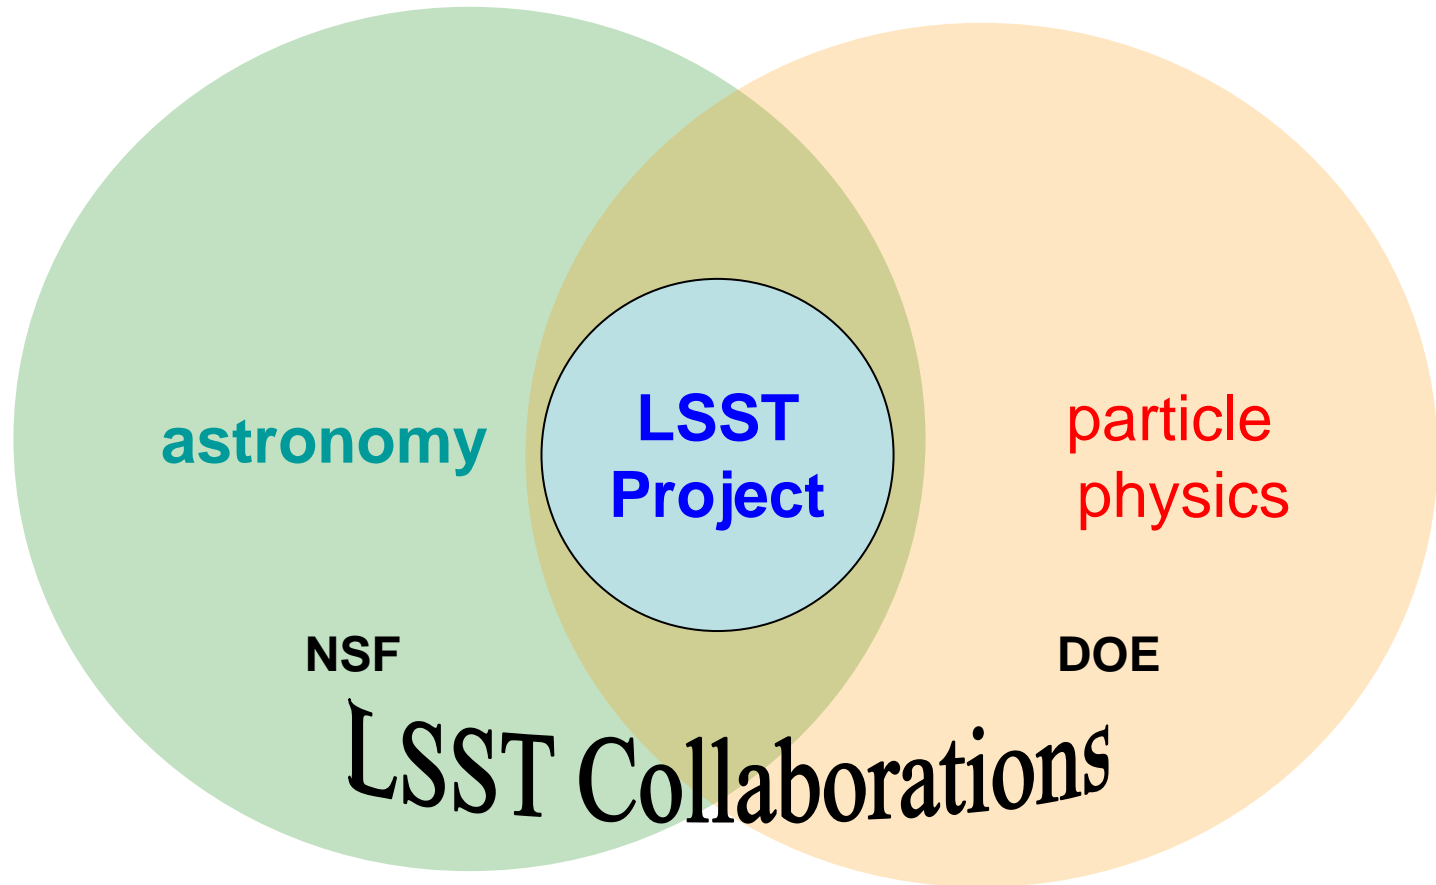 astronomy
LSST
Project
particle
physics
NSF
DOE
LSST Collaborations